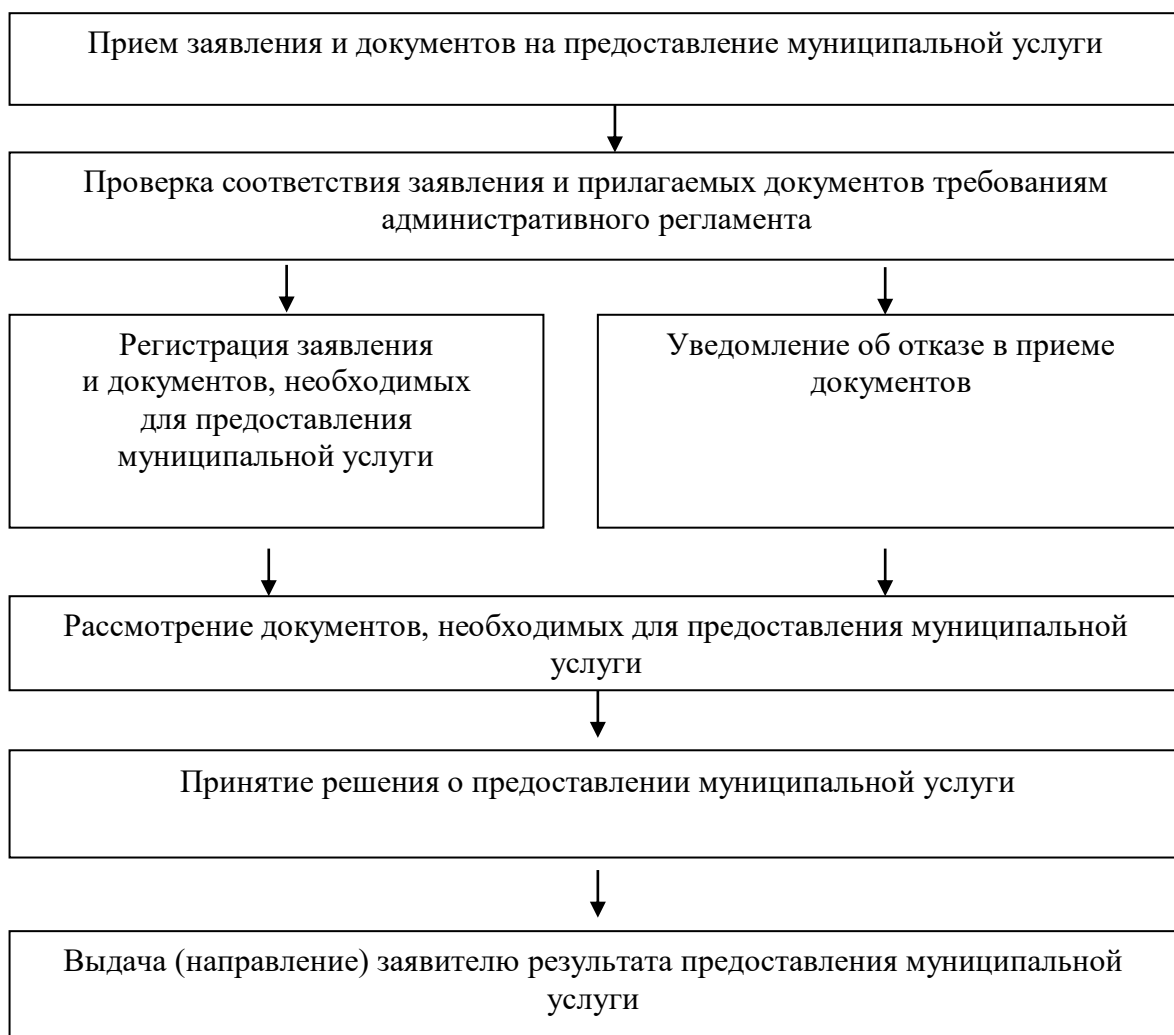 Прием заявления и документов на предоставление муниципальной услуги
Проверка соответствия заявления и прилагаемых документов требованиям
административного регламента
Регистрация заявления
и документов, необходимых
для предоставления
муниципальной услуги
Уведомление об отказе в приеме
документов
Рассмотрение документов, необходимых для предоставления муниципальной
услуги
Принятие решения о предоставлении муниципальной услуги
Выдача (направление) заявителю результата предоставления муниципальной
услуги